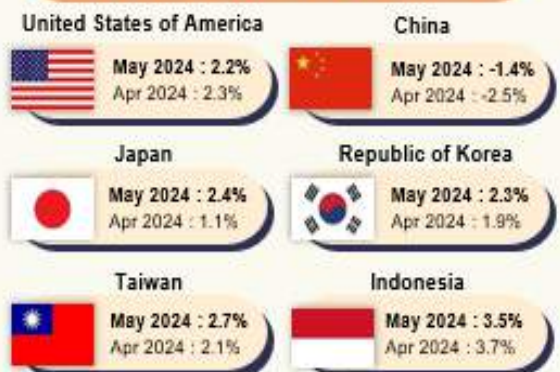 United States of America
May 2024 : 2.2%
Apr 2024 : 2.3%
China
May 2024 : -1.4%
Apr 2024 : -2.5%
Japan
May 2024 : 2.4%
Apr 2024 : 1.1%
Republic of Korea
May 2024 : 2.3%
Apr 2024 : 1.9%
Taiwan
May 2024 : 2.7%
Apr 2024 : 2.1%
Indonesia
May 2024 : 3.5%
Apr 2024 : 3.7%